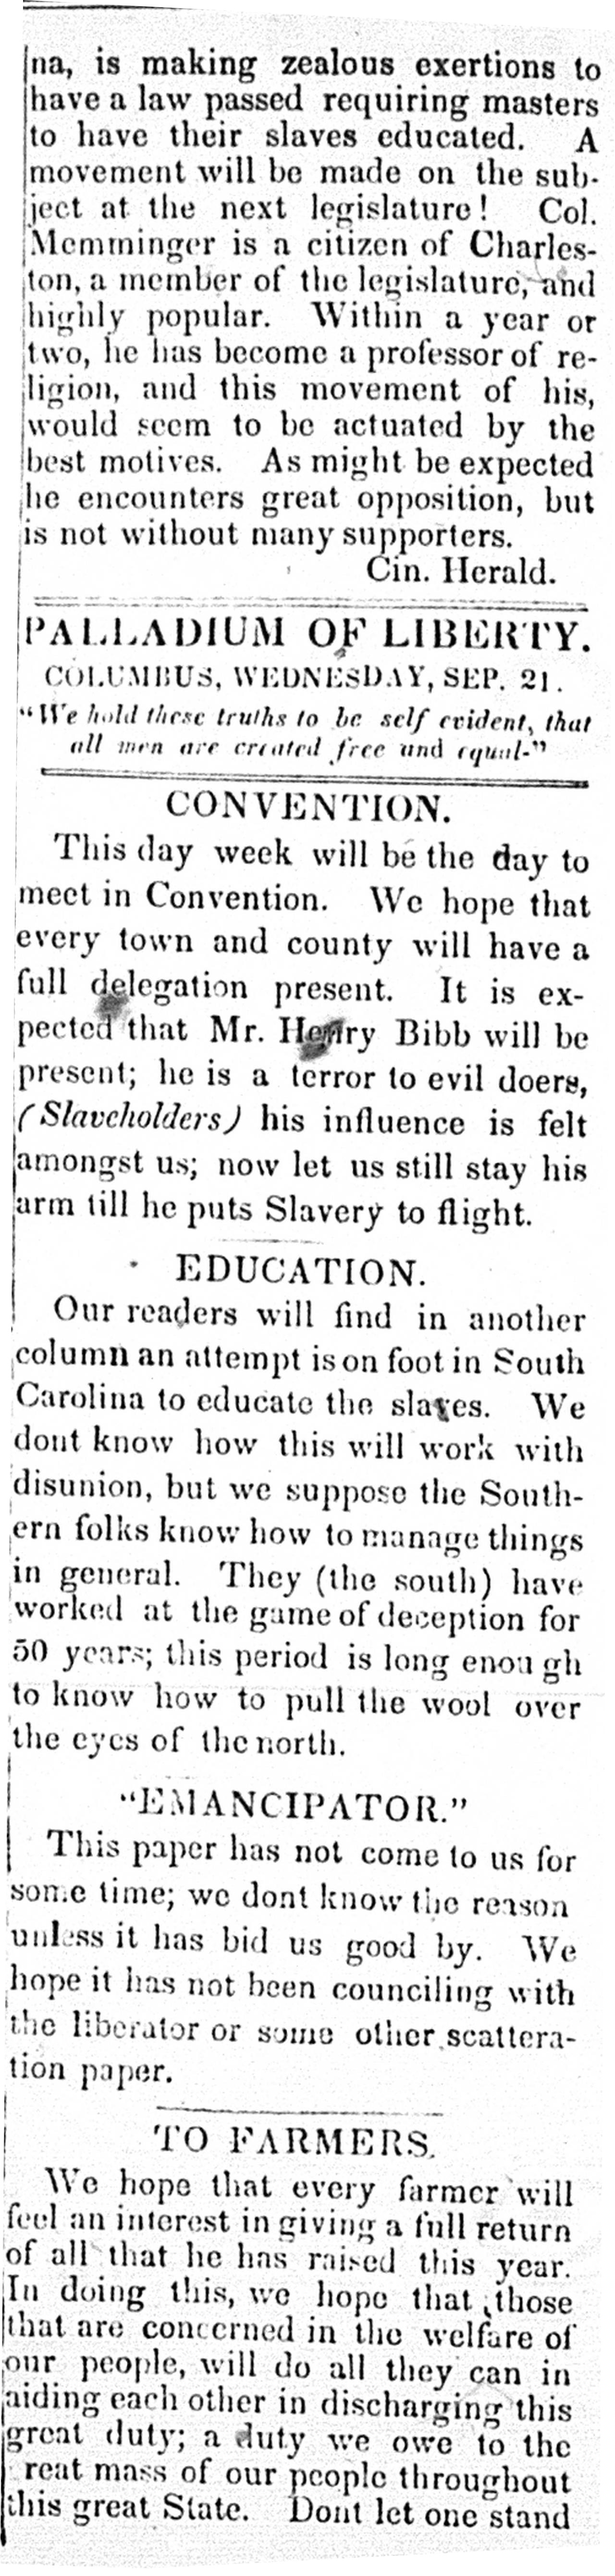 na, is making zealous exertions to
have a law passed requiring masters
to have their slaves educated. A
movement will be made on the sub-
ject at the next legislature! Col.
Memminger is a citizen of Charles-
ton, a member of the legislature, and
highly popular. Within a year or
two, he has become a professor of re-
ligion, and this movement of his,
would seem to be actuated by the
best motives. As might be expected
he encounters great opposition, but
is not without many supporters.
Cin. Herald.
PALLADIUM OF LIBERTY.
COLUMBUS, WEDNESDAY, SEP. 21.
"We hold these truths to be self evident, that
all men are created free and equal-"
CONVENTION.
This day week will be the day to
meet in Convention. We hope that
every town and county will have a
full delegation present. It is ex-
pected that Mr. Henry Bibb will be
present; he is a terror to evil doers,
(Slaveholders) his influence is felt
amongst us; now let us still stay his
arm till he puts Slavery to flight.
EDUCATION.
Our readers will find in another
column an attempt is on foot in South
Carolina to educate the slaves. We
dont know how this will work with
disunion, but we suppose the South-
ern folks know how to manage things
in general. They (the south) have
worked at the game of deception for
50 years; this period is long enou gh
to know how to pull the wool over
the eyes of the north.
"EMANCIPATOR."
This paper has not come to us for
some time; we dont know the reason
unless it has bid us good by. We
hope it has not been counciling with
the liberator or some other scattera-
tion paper.
TO FARMERS.
We hope that every farmer will
feel an interest in giving a full return
of all that he has raised this year.
In doing this, we hope that those
that are concerned in the welfare of
our people, will do all they can in
aiding each other in discharging this
great duty; a duty we owe to the
reat mass of our people throughout
this great State. Dont let one stand